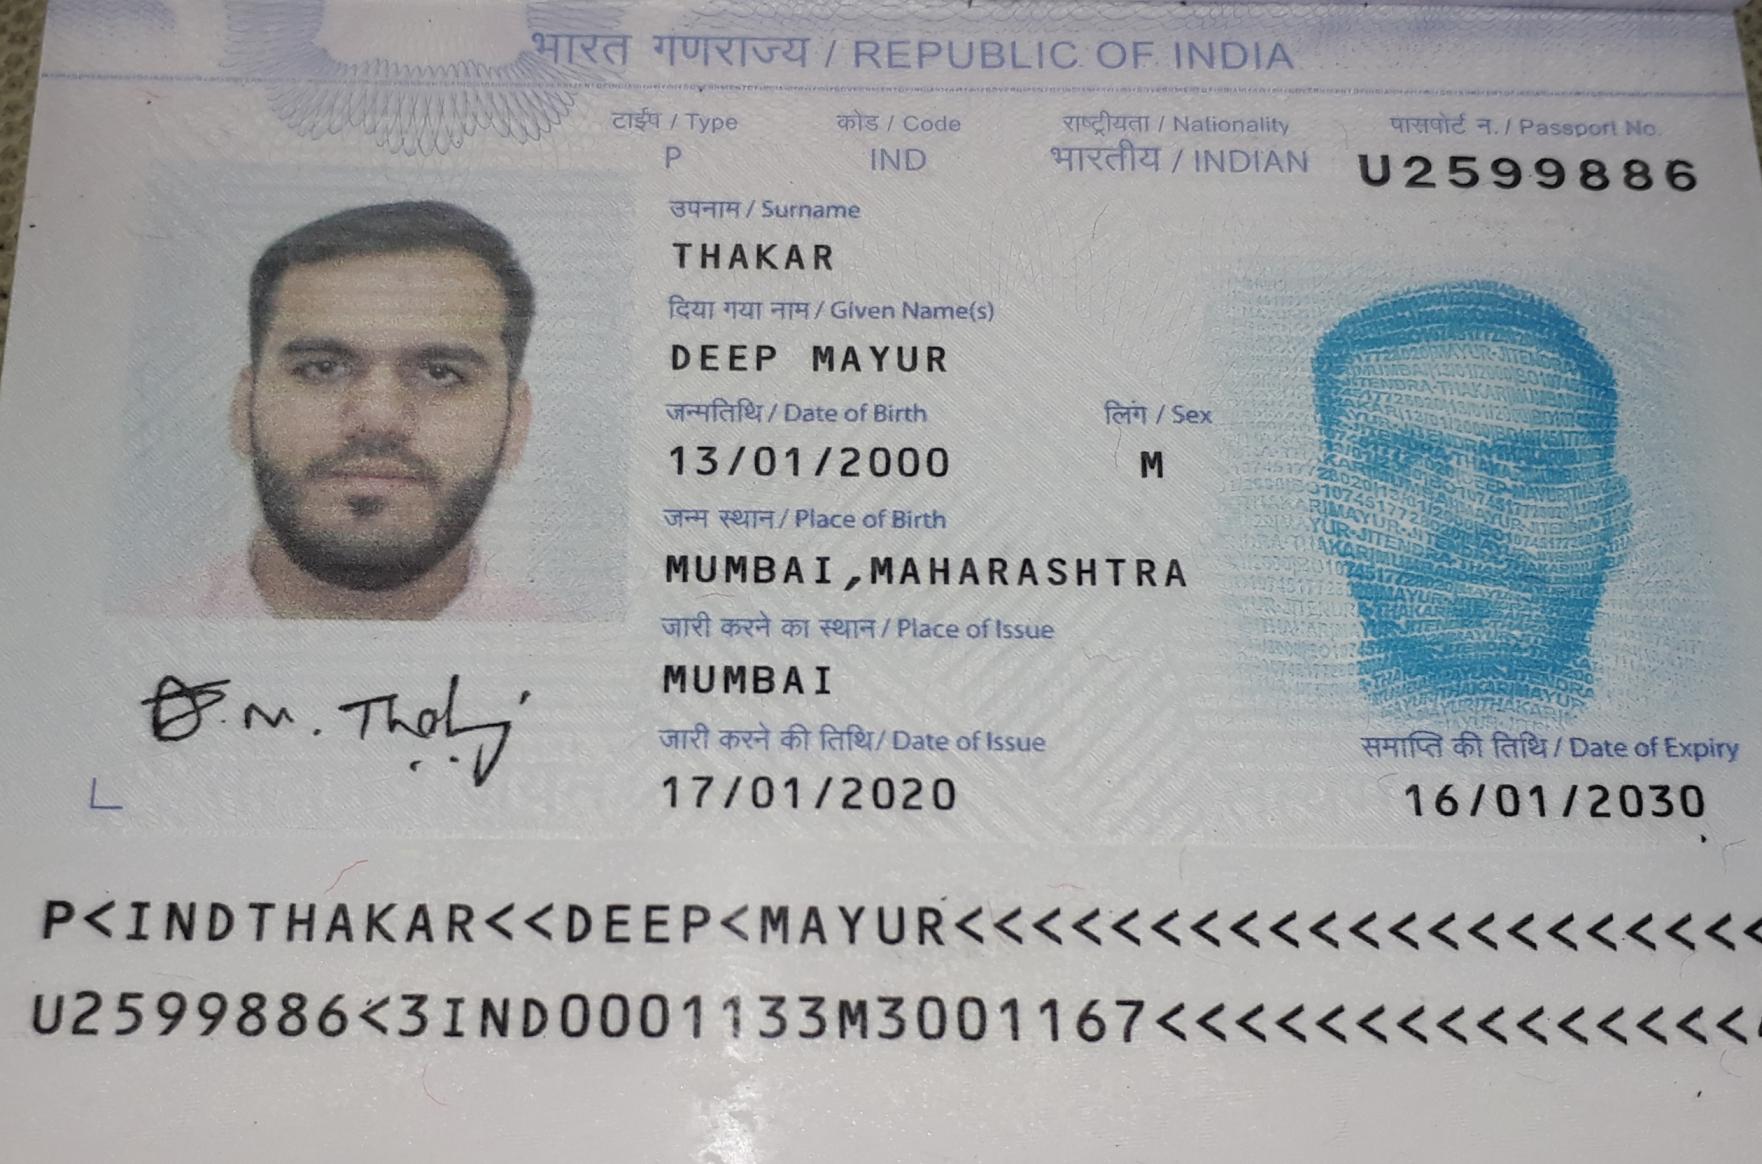 भारत गणराज्य / REPUBLIC OF INDIA
टाईप / Type कोड / Code राष्ट्रीयता / Nationality पासपोर्ट न. / Passport No.
P IND भारतीय / INDIAN U2599886
उपनाम / Surname
THAKAR
दिया गया नाम / Given Name(s)
DEEP MAYUR
जन्मतिथि / Date of Birth लिंग / Sex
13/01/2000 M
जन्म स्थान / Place of Birth
MUMBAI,MAHARASHTRA
जारी करने का स्थान / Place of Issue
MUMBAI
जारी करने की तिथि / Date of Issue समाप्ति की तिथि / Date of Expiry
17/01/2020 16/01/2030
P<INDTHAKAR<<DEEP<MAYUR<<<<<<<<<<<<<<<<<<<<<
U2599886<3IND0001133M3001167<<<<<<<<<<<<<<<<